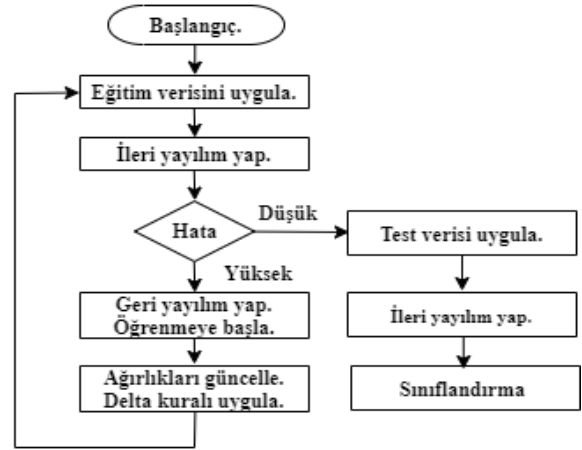 Başlangıç.
Eğitim verisini uygula.
İleri yayılım yap.
Hata
Düşük
Yüksek
Geri yayılım yap.
Öğrenmeye başla.
Ağırlıkları güncelle.
Delta kuralı uygula.
Test verisi uygula.
İleri yayılım yap.
Sınıflandırma